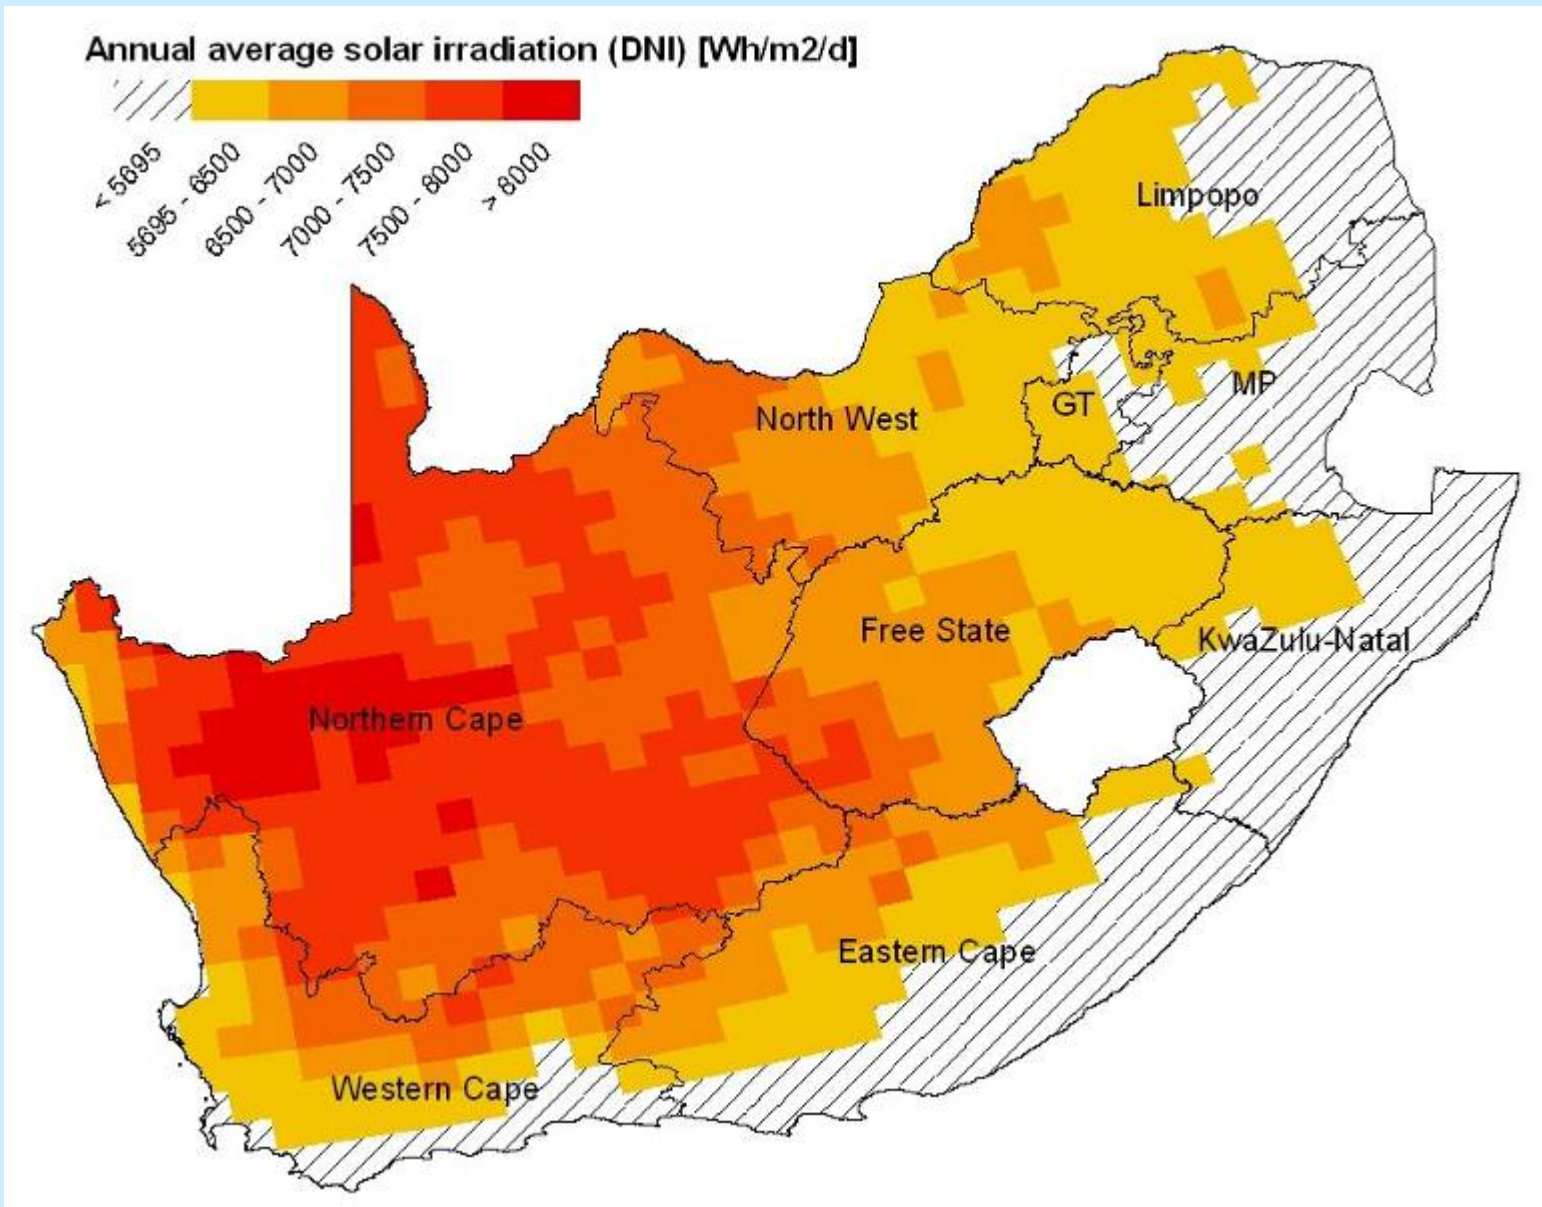 Annual average solar irradiation (DNI) [Wh/m2/d]
< 5695
5695 - 6500
6500 - 7000
7000 - 7500
7500 - 8000
> 8000
Limpopo
MP
GT
North West
Free State
KwaZulu-Natal
Northern Cape
Eastern Cape
Western Cape